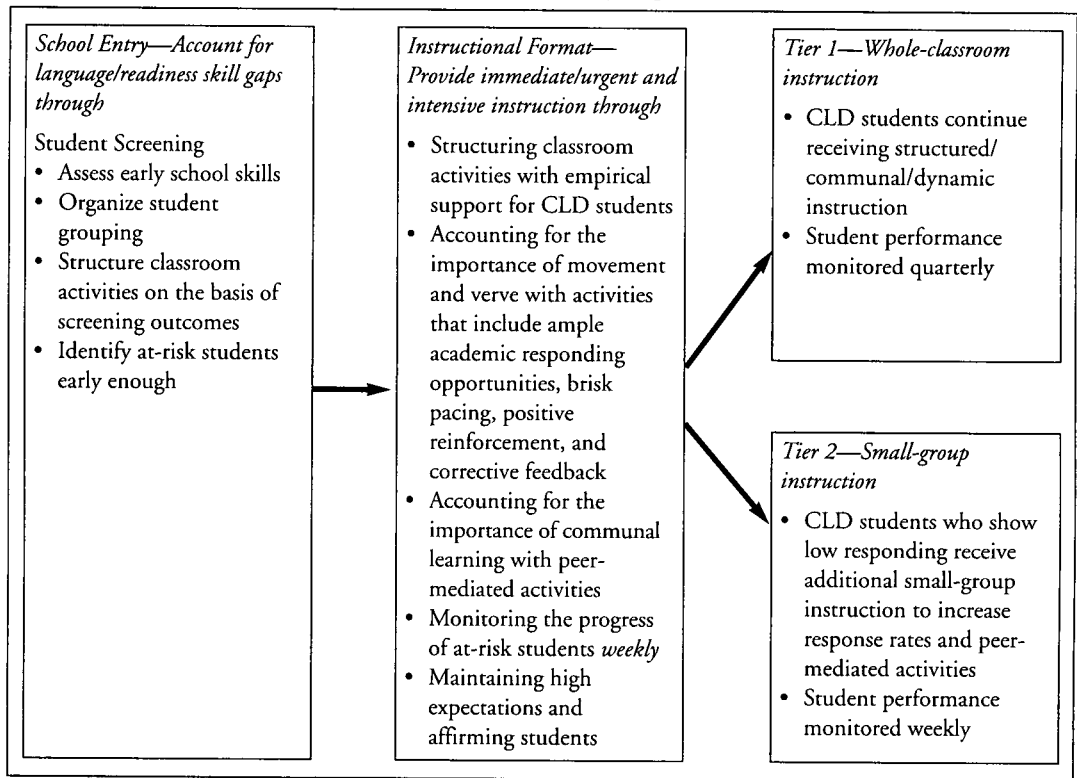 School Entry—Account for
language/readiness skill gaps
through
Student Screening
• Assess early school skills
• Organize student
grouping
• Structure classroom
activities on the basis of
screening outcomes
• Identify at-risk students
early enough
Instructional Format—
Provide immediate/urgent and
intensive instruction through
• Structuring classroom
activities with empirical
support for CLD students
• Accounting for the
importance of movement
and verve with activities
that include ample
academic responding
opportunities, brisk
pacing, positive
reinforcement, and
corrective feedback
• Accounting for the
importance of communal
learning with peer-
mediated activities
• Monitoring the progress
of at-risk students weekly
• Maintaining high
expectations and
affirming students
Tier 1—Whole-classroom
instruction
• CLD students continue
receiving structured/
communal/dynamic
instruction
• Student performance
monitored quarterly
Tier 2—Small-group
instruction
• CLD students who show
low responding receive
additional small-group
instruction to increase
response rates and peer-
mediated activities
• Student performance
monitored weekly